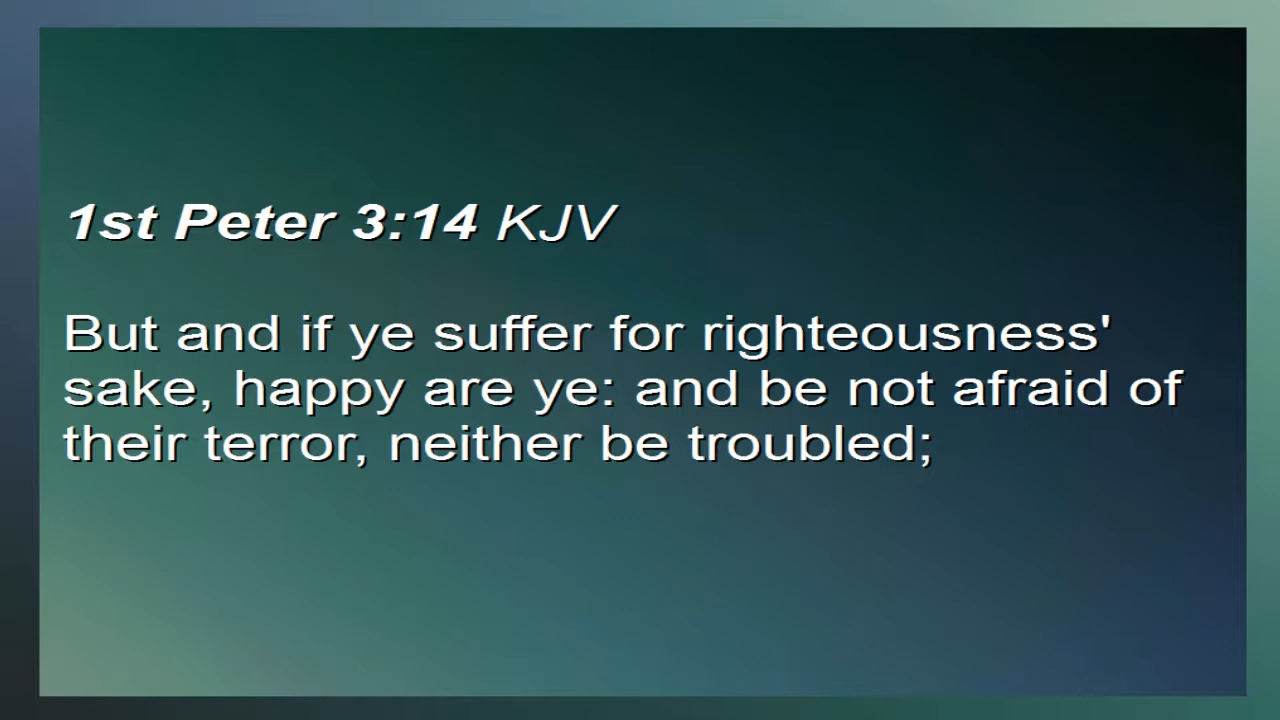 1st Peter 3:14 KJV
But and if ye suffer for righteousness'
sake, happy are ye: and be not afraid of
their terror, neither be troubled;